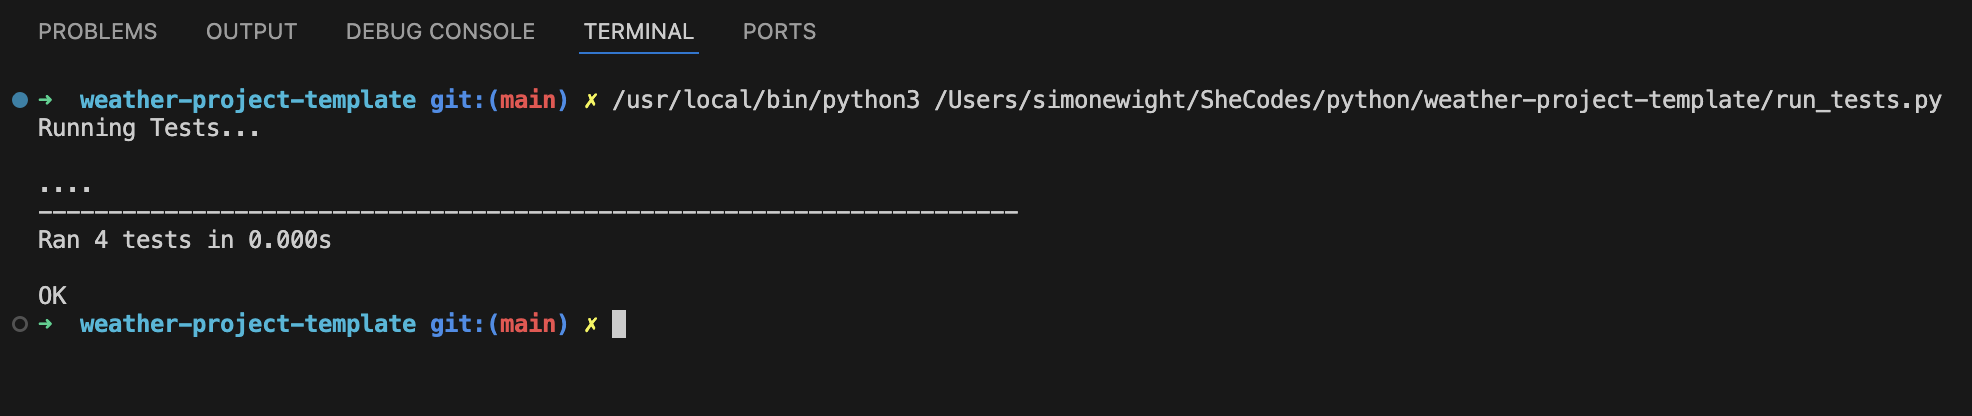 PROBLEMS OUTPUT DEBUG CONSOLE TERMINAL PORTS
➜ weather-project-template git:(main) ✗ /usr/local/bin/python3 /Users/simonewight/SheCodes/python/weather-project-template/run_tests.py
Running Tests...
....
----------------------------------------------------------------------
Ran 4 tests in 0.000s
OK
➜ weather-project-template git:(main) ✗